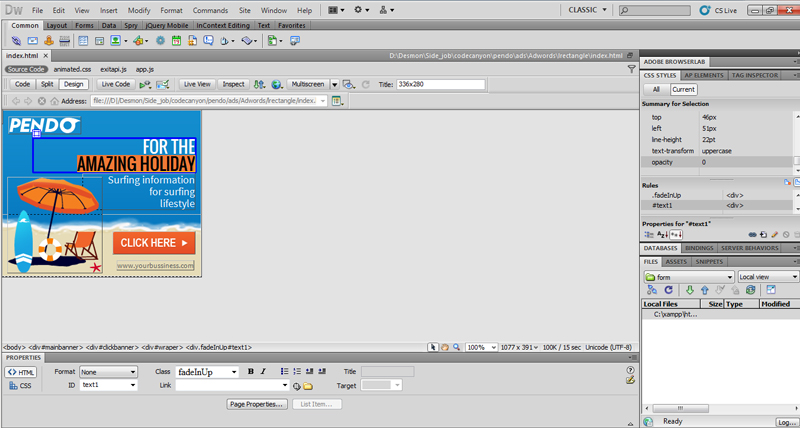 Dw File Edit View Insert Modify Format Commands Site Window Help CLASSIC CS Live
Common Layout Forms Data Spry jQuery Mobile InContext Editing Text Favorites
index.html D:\Desmon\Side_job\codecanyon\pendo\ads\Adwords\lrectangle\index.html
Source Code animated.css exitapi.js app.js
Code Split Design Live Code Live View Inspect Multiscreen Title: 336x280
Address: file:///D|/Desmon/Side_job/codecanyon/pendo/ads/Adwords/lrectangle/index.
PENDO
FOR THE
AMAZING HOLIDAY
Surfing information
for surfing
lifestyle
CLICK HERE
www.yourbussiness.com
<body> <div#mainbanner> <div#clickbanner> <div#wraper> <div.fadeInUp#text1> 100% 1077 x 391 100K / 15 sec Unicode (UTF-8)
PROPERTIES
HTML Format None Class fadeInUp B I Title
CSS ID text1 Link Target
Page Properties... List Item...
ADOBE BROWSERLAB
CSS STYLES AP ELEMENTS TAG INSPECTOR
All Current
Summary for Selection
top 46px
left 51px
line-height 22pt
text-transform uppercase
opacity 0
Rules
.fadeInUp <div>
#text1 <div>
Properties for "#text1"
DATABASES BINDINGS SERVER BEHAVIORS
FILES ASSETS SNIPPETS
form Local view
Local Files Size Type Modified
C:\xampp\ht...
Ready Log...